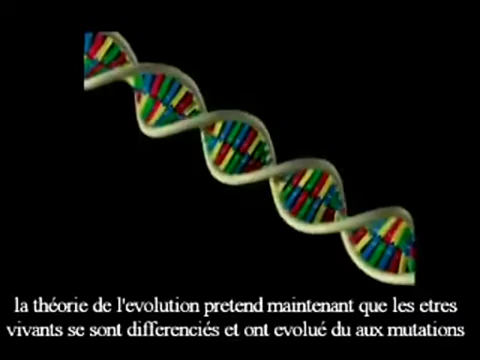 la théorie de l'evolution pretend maintenant que les etres
vivants se sont differenciés et ont evolué du aux mutations